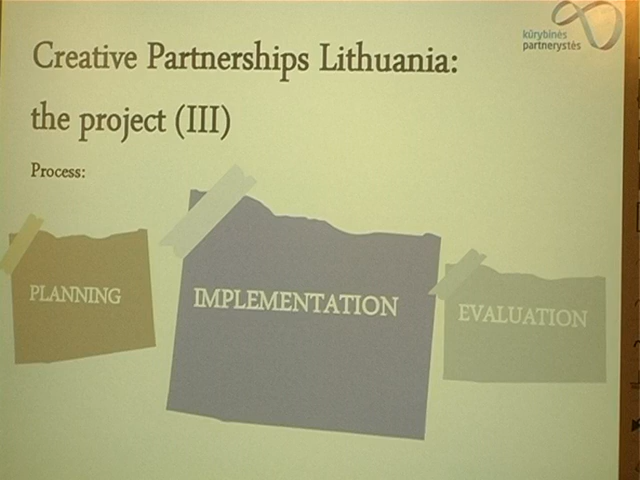 kūrybinės
partnerystės
Creative Partnerships Lithuania:
the project (III)
Process:
PLANNING
IMPLEMENTATION
EVALUATION